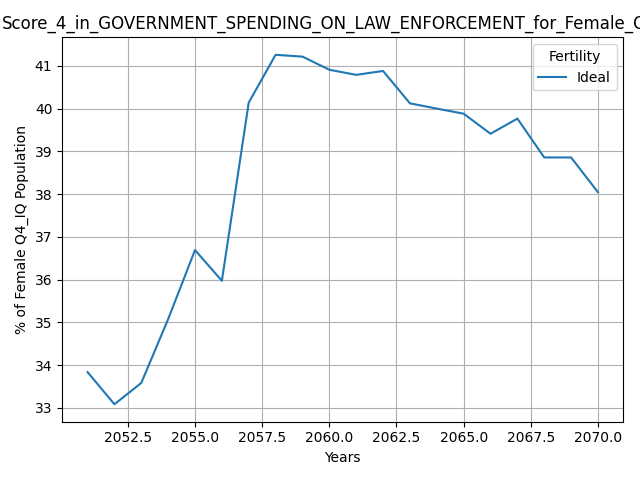 Score_4_in_GOVERNMENT_SPENDING_ON_LAW_ENFORCEMENT_for_Female_
Fertility
Ideal
41
40
39
38
37
36
35
34
33
% of Female Q4_IQ Population
2052.5 2055.0 2057.5 2060.0 2062.5 2065.0 2067.5 2070.0
Years